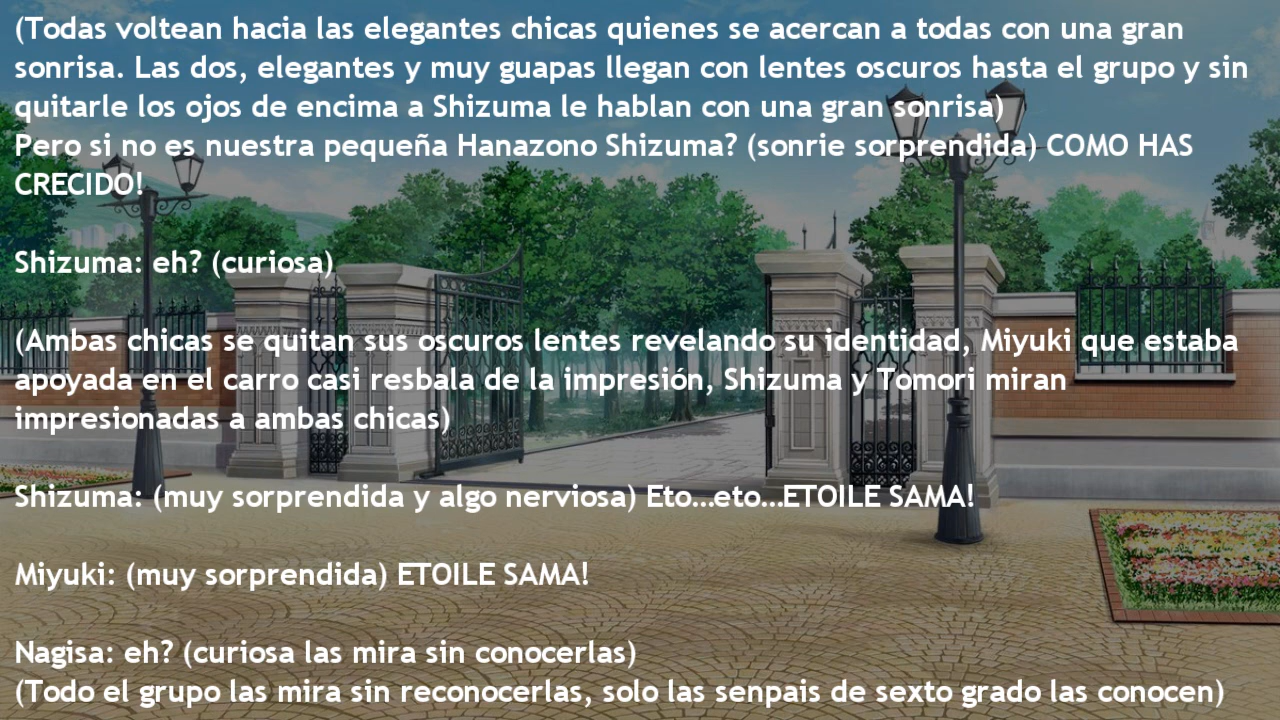 (Todas voltean hacia las elegantes chicas quienes se acercan a todas con una gran
sonrisa. Las dos, elegantes y muy guapas llegan con lentes oscuros hasta el grupo y sin
quitarle los ojos de encima a Shizuma le hablan con una gran sonrisa)
Pero si no es nuestra pequeña Hanazono Shizuma? (sonrie sorprendida) COMO HAS
CRECIDO!
Shizuma: eh? (curiosa)
(Ambas chicas se quitan sus oscuros lentes revelando su identidad, Miyuki que estaba
apoyada en el carro casi resbala de la impresión, Shizuma y Tomori miran
impresionadas a ambas chicas)
Shizuma: (muy sorprendida y algo nerviosa) Eto...eto...ETOILE SAMA!
Miyuki: (muy sorprendida) ETOILE SAMA!
Nagisa: eh? (curiosa las mira sin conocerlas)
(Todo el grupo las mira sin reconocerlas, solo las senpais de sexto grado las conocen)